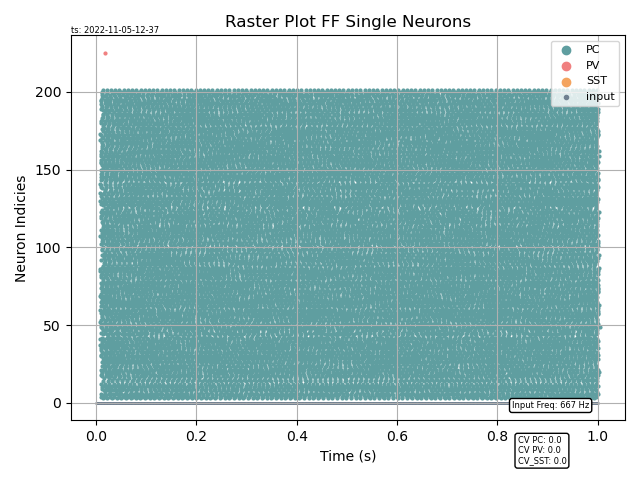 Raster Plot FF Single Neurons
ts: 2022-11-05-12-37
PC
PV
SST
input
200
150
100
50
0
Neuron Indicies
Input Freq: 667 Hz
0.0 0.2 0.4 0.6 0.8 1.0
Time (s)
CV PC: 0.0
CV PV: 0.0
CV_SST: 0.0